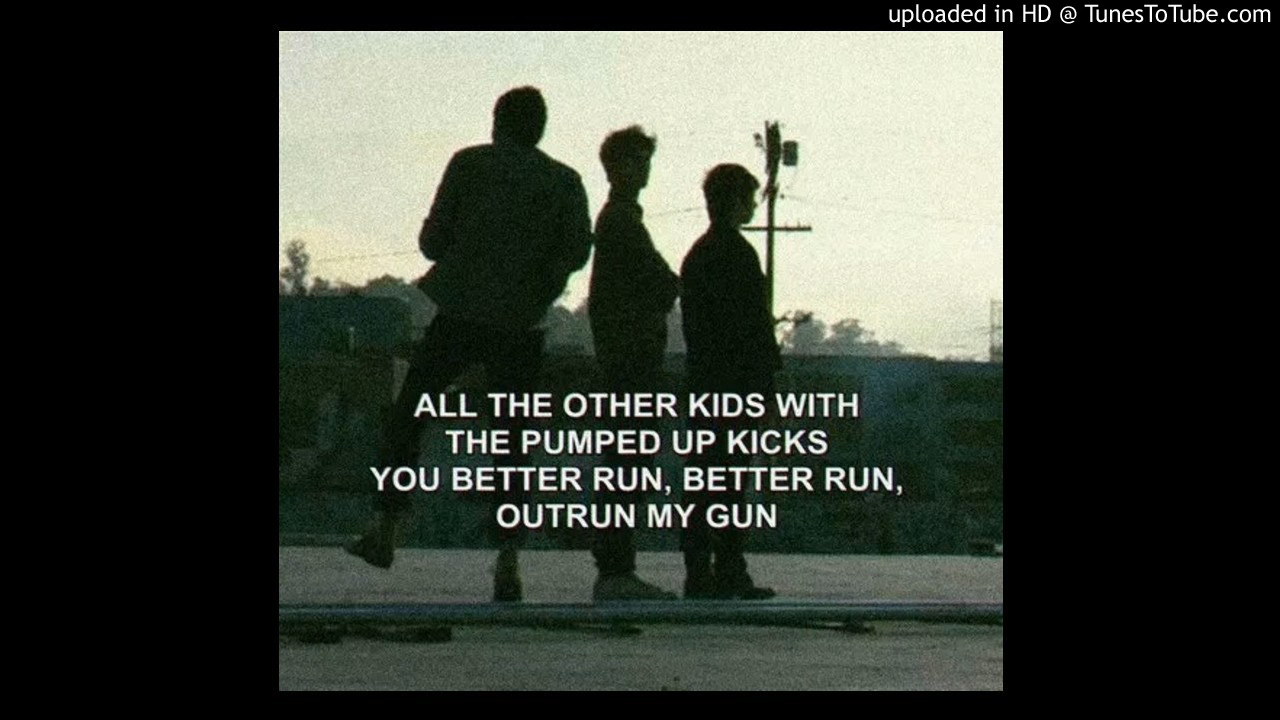 uploaded in HD @ TunesToTube.com
ALL THE OTHER KIDS WITH
THE PUMPED UP KICKS
YOU BETTER RUN, BETTER RUN,
OUTRUN MY GUN